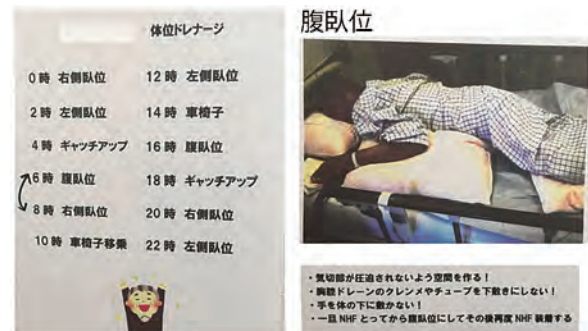 体位ドレナージ
0時 右側臥位
2時 左側臥位
4時 ギャッチアップ
6時 腹臥位
8時 右側臥位
10時 車椅子移乗
12時 左側臥位
14時 車椅子
16時 腹臥位
18時 ギャッチアップ
20時 右側臥位
22時 左側臥位
腹臥位
・気切部が圧迫されないよう空間を作る！
・胸腔ドレーンのクレンメやチューブを下敷きにしない！
・手を体の下に敷かない！
・一旦NHFとってから腹臥位にしてその後再度NHF装着する